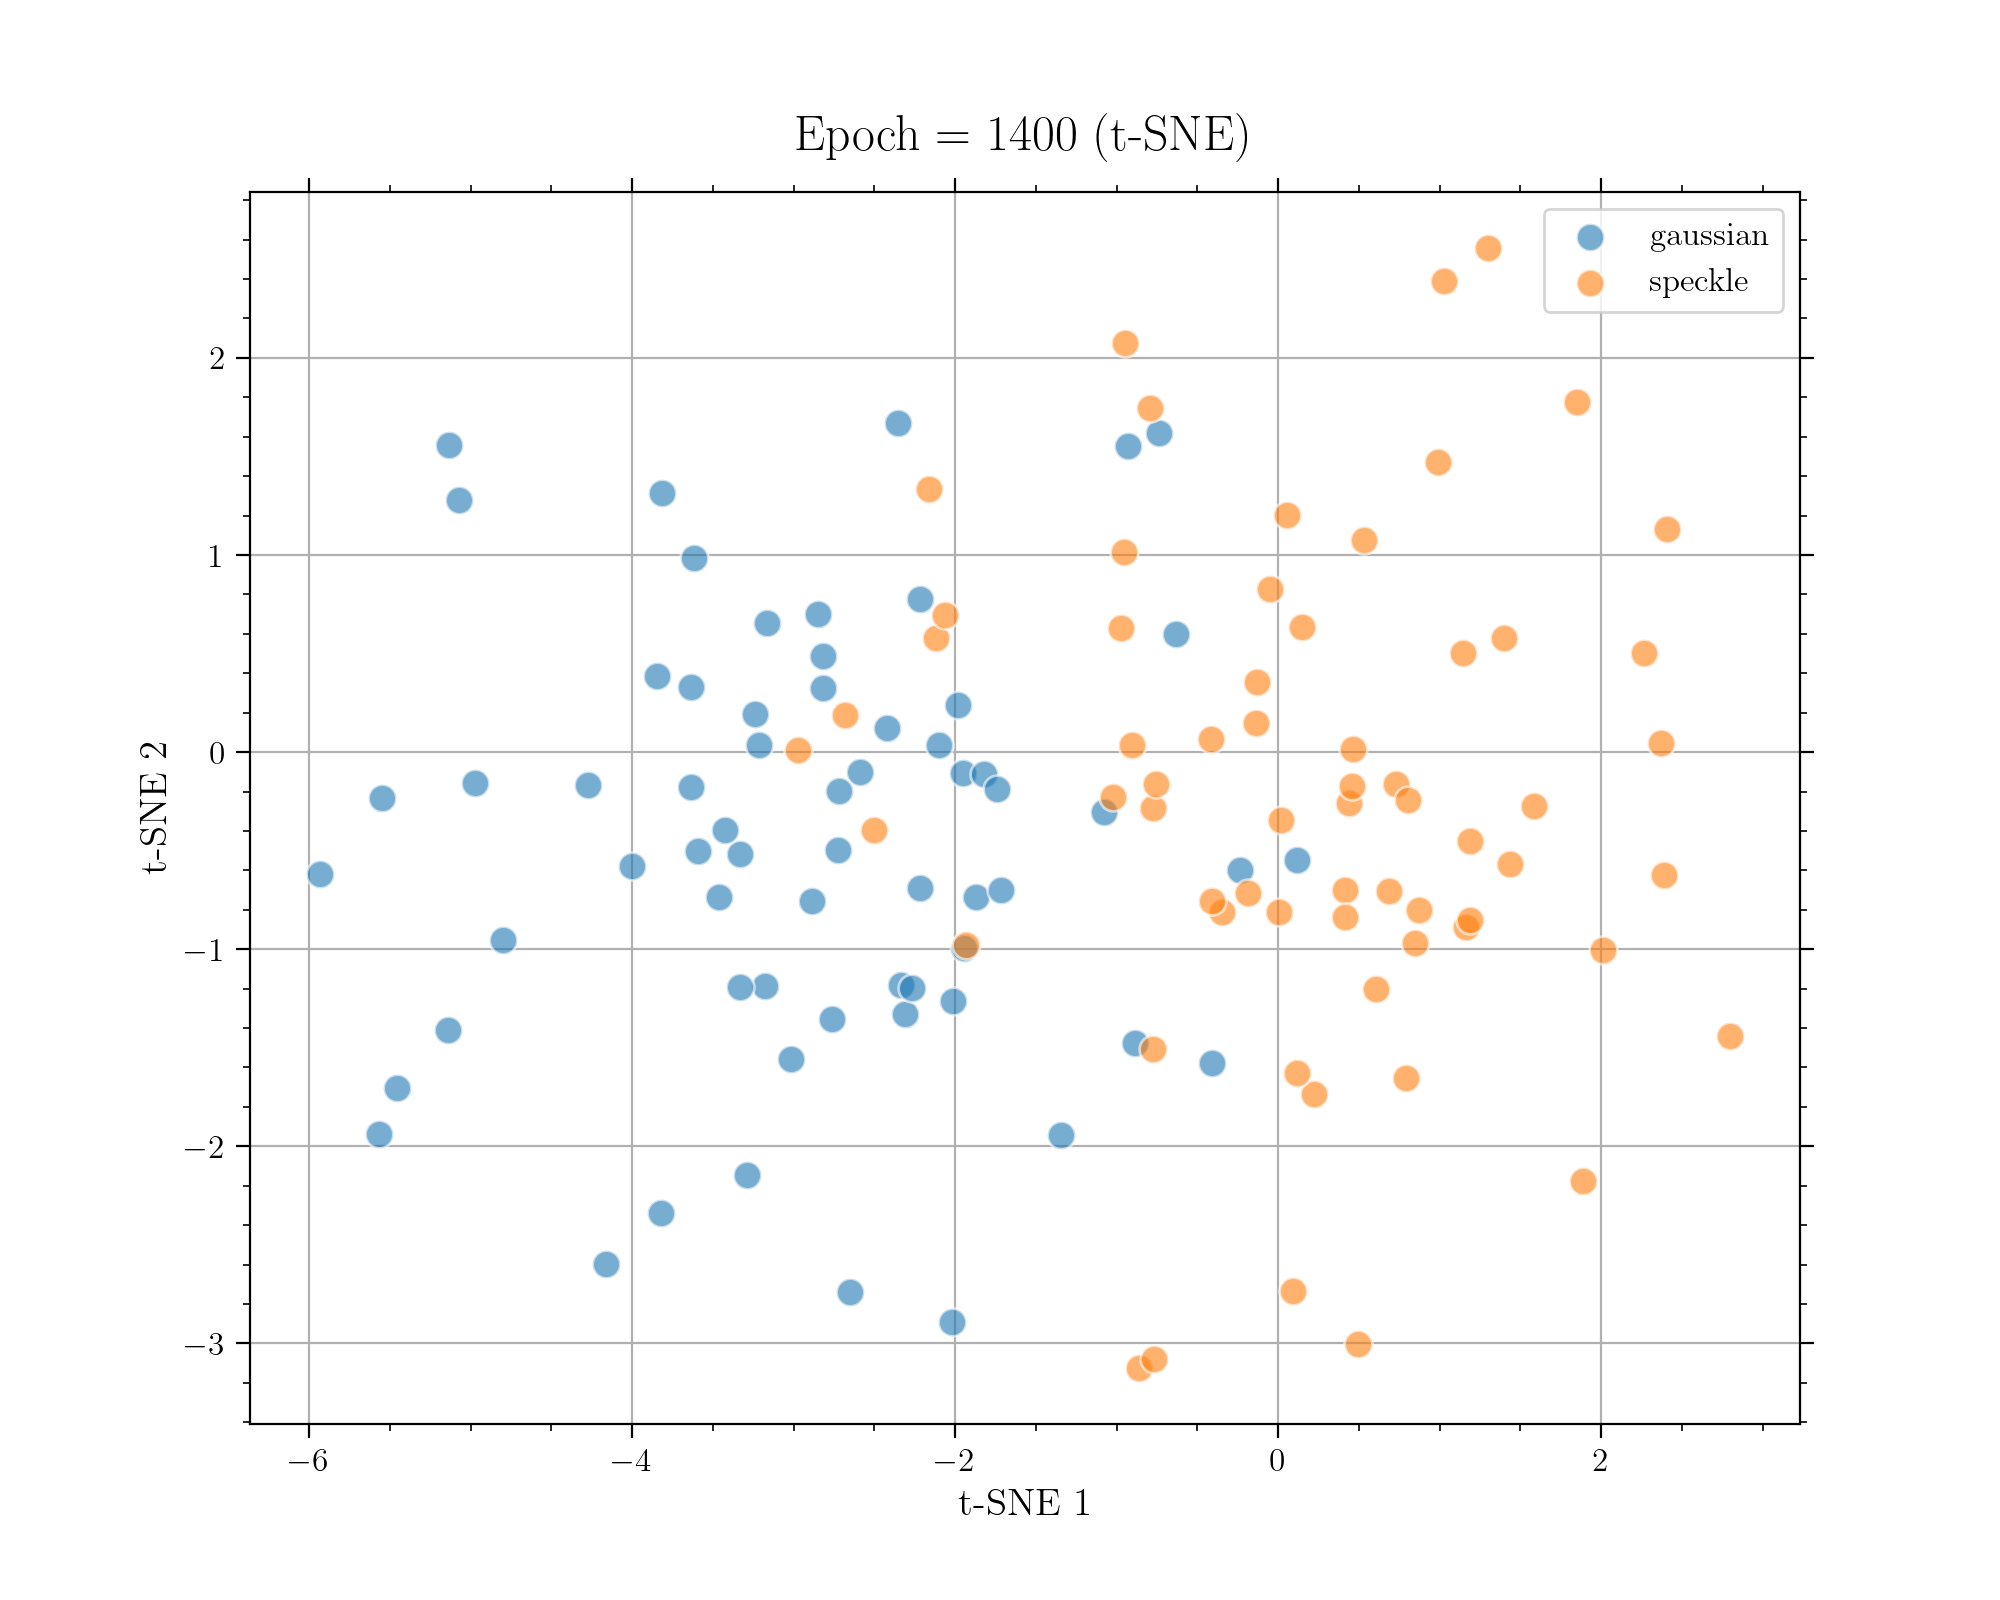 Epoch = 1400 (t-SNE)
gaussian
speckle
2
1
0
−1
−2
−3
t-SNE 2
−6
−4
−2
0
2
t-SNE 1